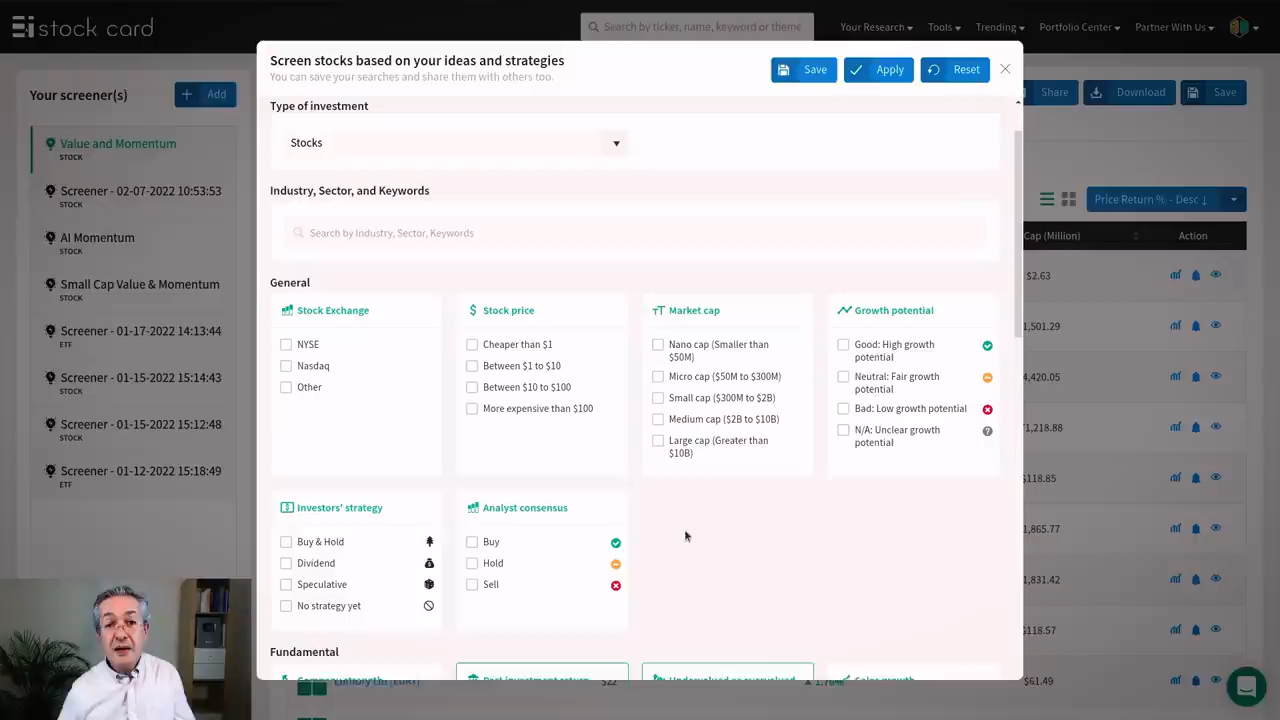 stock card
Search by ticker, name, keyword or theme
Your Research
Tools
Trending
Portfolio Center
Partner With Us
Your screener(s)
Add
Value and Momentum
STOCK
Screener - 02-07-2022 10:53:53
STOCK
AI Momentum
STOCK
Small Cap Value & Momentum
STOCK
Screener - 01-17-2022 14:13:44
ETF
Screener - 01-15-2022 15:14:43
STOCK
Screener - 01-15-2022 15:12:48
STOCK
Screener - 01-12-2022 15:18:49
ETF
Screen stocks based on your ideas and strategies
You can save your searches and share them with others too.
Save
Apply
Reset
Type of investment
Stocks
Industry, Sector, and Keywords
Search by Industry, Sector, Keywords
General
Stock Exchange
NYSE
Nasdaq
Other
Stock price
Cheaper than $1
Between $1 to $10
Between $10 to $100
More expensive than $100
Market cap
Nano cap (Smaller than
$50M)
Micro cap ($50M to $300M)
Small cap ($300M to $2B)
Medium cap ($2B to $10B)
Large cap (Greater than
$10B)
Growth potential
Good: High growth
potential
Neutral: Fair growth
potential
Bad: Low growth potential
N/A: Unclear growth
potential
Investors' strategy
Buy & Hold
Dividend
Speculative
No strategy yet
Analyst consensus
Buy
Hold
Sell
Fundamental
Share
Download
Save
Price Return % - Desc ↓
Cap (Million)
Action
$2.63
1,501.29
4,420.05
71,218.88
$118.85
1,865.77
1,831.42
$118.57
$61.49